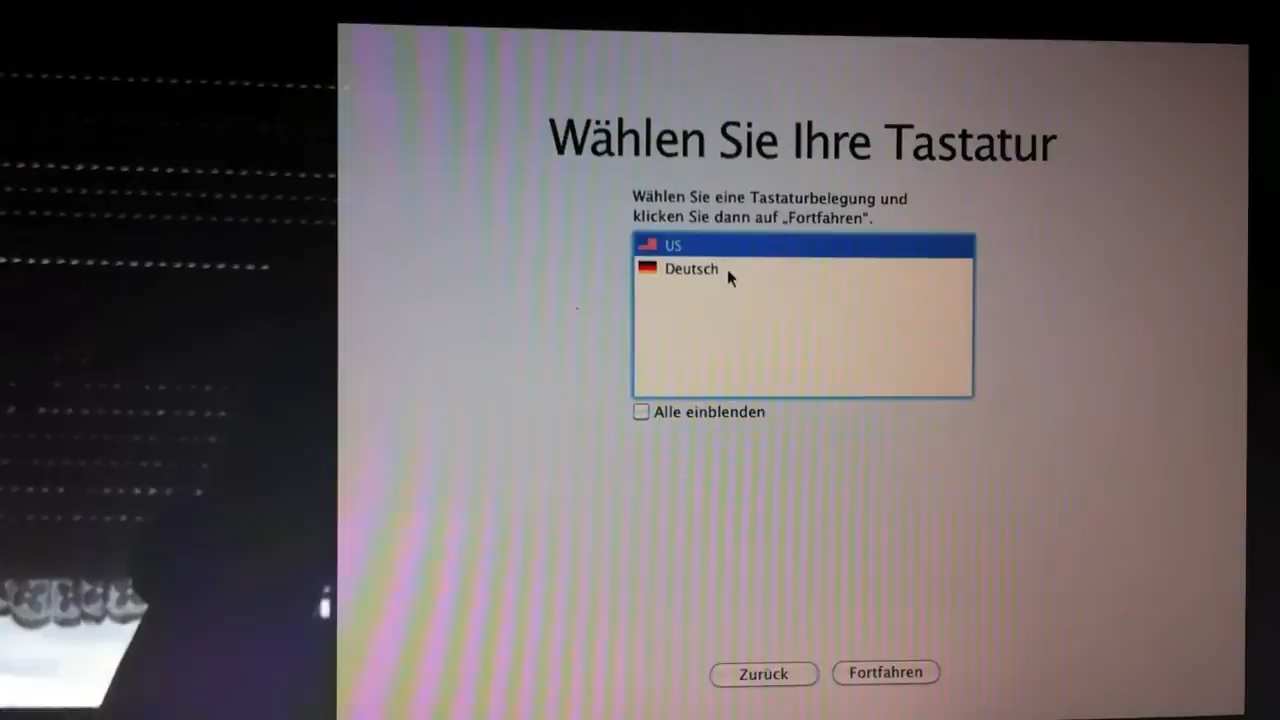 Wählen Sie Ihre Tastatur
Wählen Sie eine Tastaturbelegung und
klicken Sie dann auf „Fortfahren“.
US
Deutsch
Alle einblenden
Zurück
Fortfahren